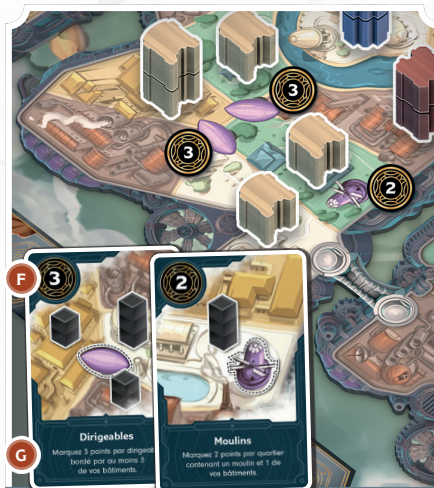 3
3
2
F
3
2
Dirigeables
Marquez 3 points par dirigeable
bordé par au moins 3
de vos bâtiments.
Moulins
Marquez 2 points par quartier
contenant un moulin et 1 de
vos bâtiments.
G